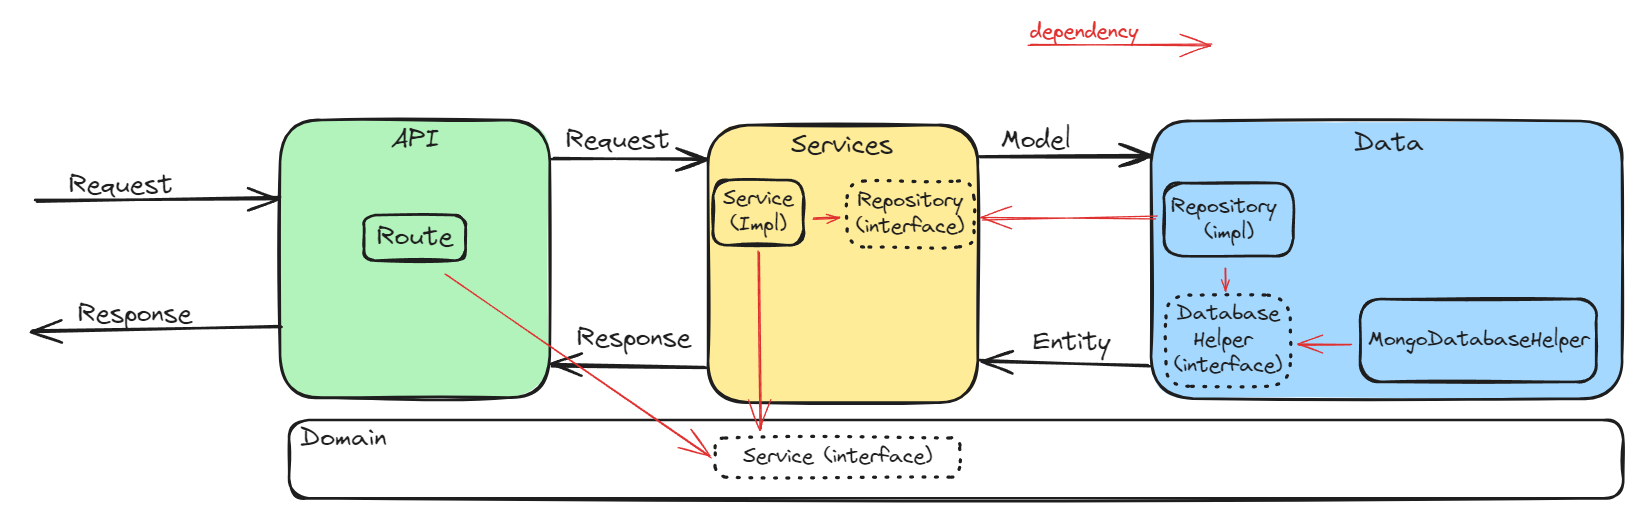 dependency
API
Request
Services
Model
Data
Request
Service
(Impl)
Repository
(interface)
Repository
(impl)
Route
Response
Response
Entity
Database
Helper
(interface)
MongoDatabaseHelper
Domain
Service (interface)